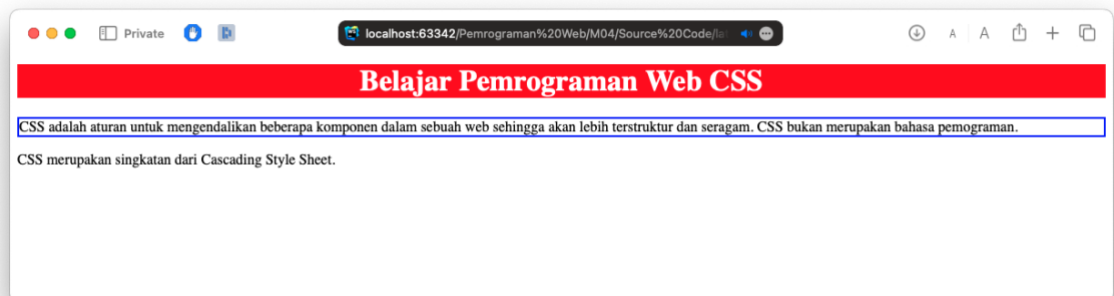 Private
localhost:63342/Pemrograman%20Web/M04/Source%20Code/la
A A
Belajar Pemrograman Web CSS
CSS adalah aturan untuk mengendalikan beberapa komponen dalam sebuah web sehingga akan lebih terstruktur dan seragam. CSS bukan merupakan bahasa pemograman.
CSS merupakan singkatan dari Cascading Style Sheet.